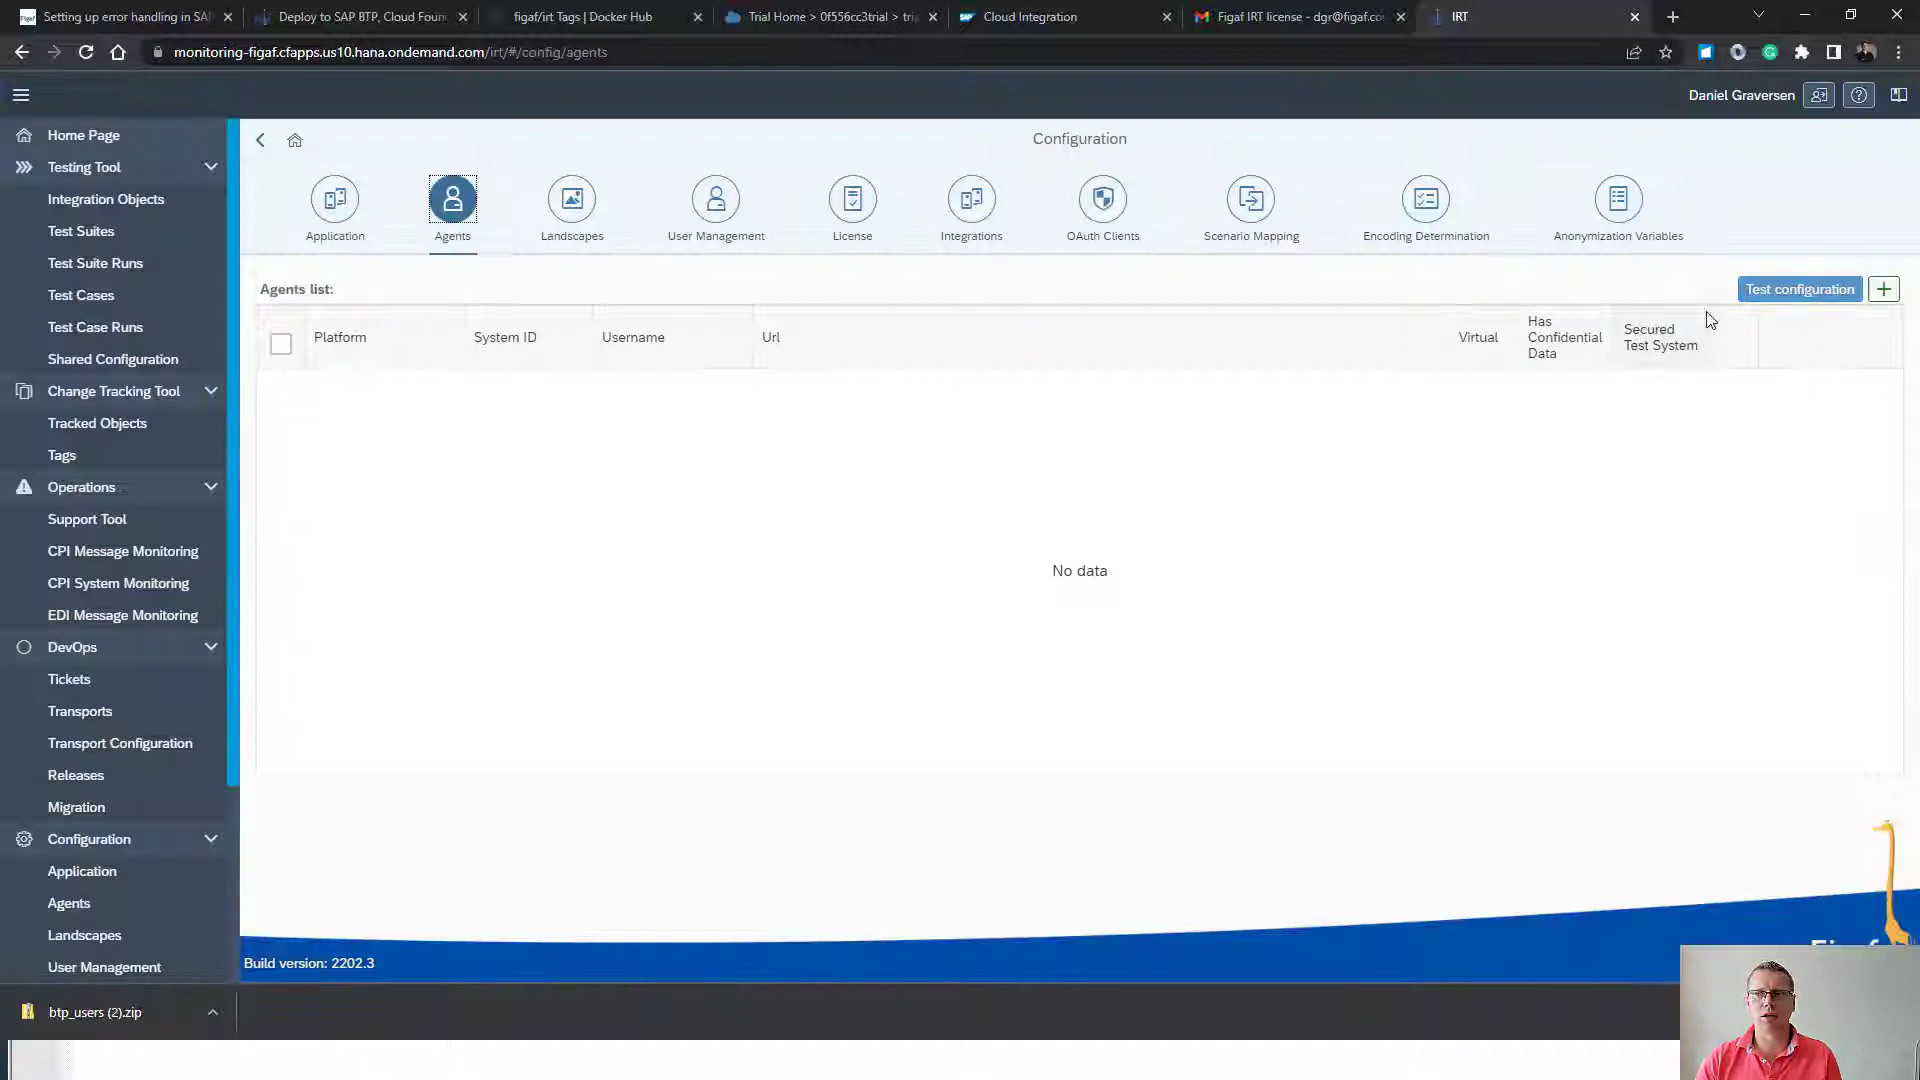 Setting up error handling in SA
Deploy to SAP BTP, Cloud Foun
figaf/irt Tags | Docker Hub
Trial Home > 0f556cc3trial > tri
Cloud Integration
Figaf IRT license - dgr@figaf.co
IRT
monitoring-figaf.cfapps.us10.hana.ondemand.com/irt/#/config/agents
Daniel Graversen
Home Page
Testing Tool
Integration Objects
Test Suites
Test Suite Runs
Test Cases
Test Case Runs
Shared Configuration
Change Tracking Tool
Tracked Objects
Tags
Operations
Support Tool
CPI Message Monitoring
CPI System Monitoring
EDI Message Monitoring
DevOps
Tickets
Transports
Transport Configuration
Releases
Migration
Configuration
Application
Agents
Landscapes
User Management
Configuration
Application
Agents
Landscapes
User Management
License
Integrations
OAuth Clients
Scenario Mapping
Encoding Determination
Anonymization Variables
Agents list:
Test configuration
Platform
System ID
Username
Url
Virtual
Has
Confidential
Data
Secured
Test System
No data
Build version: 2202.3
btp_users (2).zip